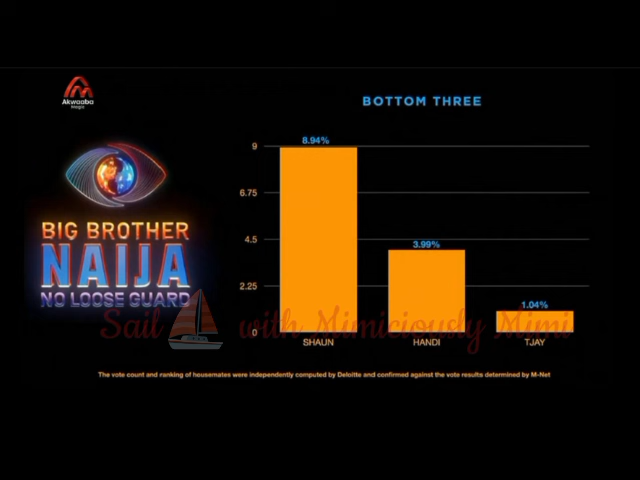 Akwaaba
Magic
BOTTOM THREE
BIG BROTHER
NAIJA
NO LOOSE GUARD
9
6.75
4.5
2.25
0
8.94%
3.99%
1.04%
SHAUN HANDI TJAY
Sail with Mimiciously Mimi
The vote count and ranking of housemates were independently computed by Deloitte and confirmed against the vote results determined by M-Net